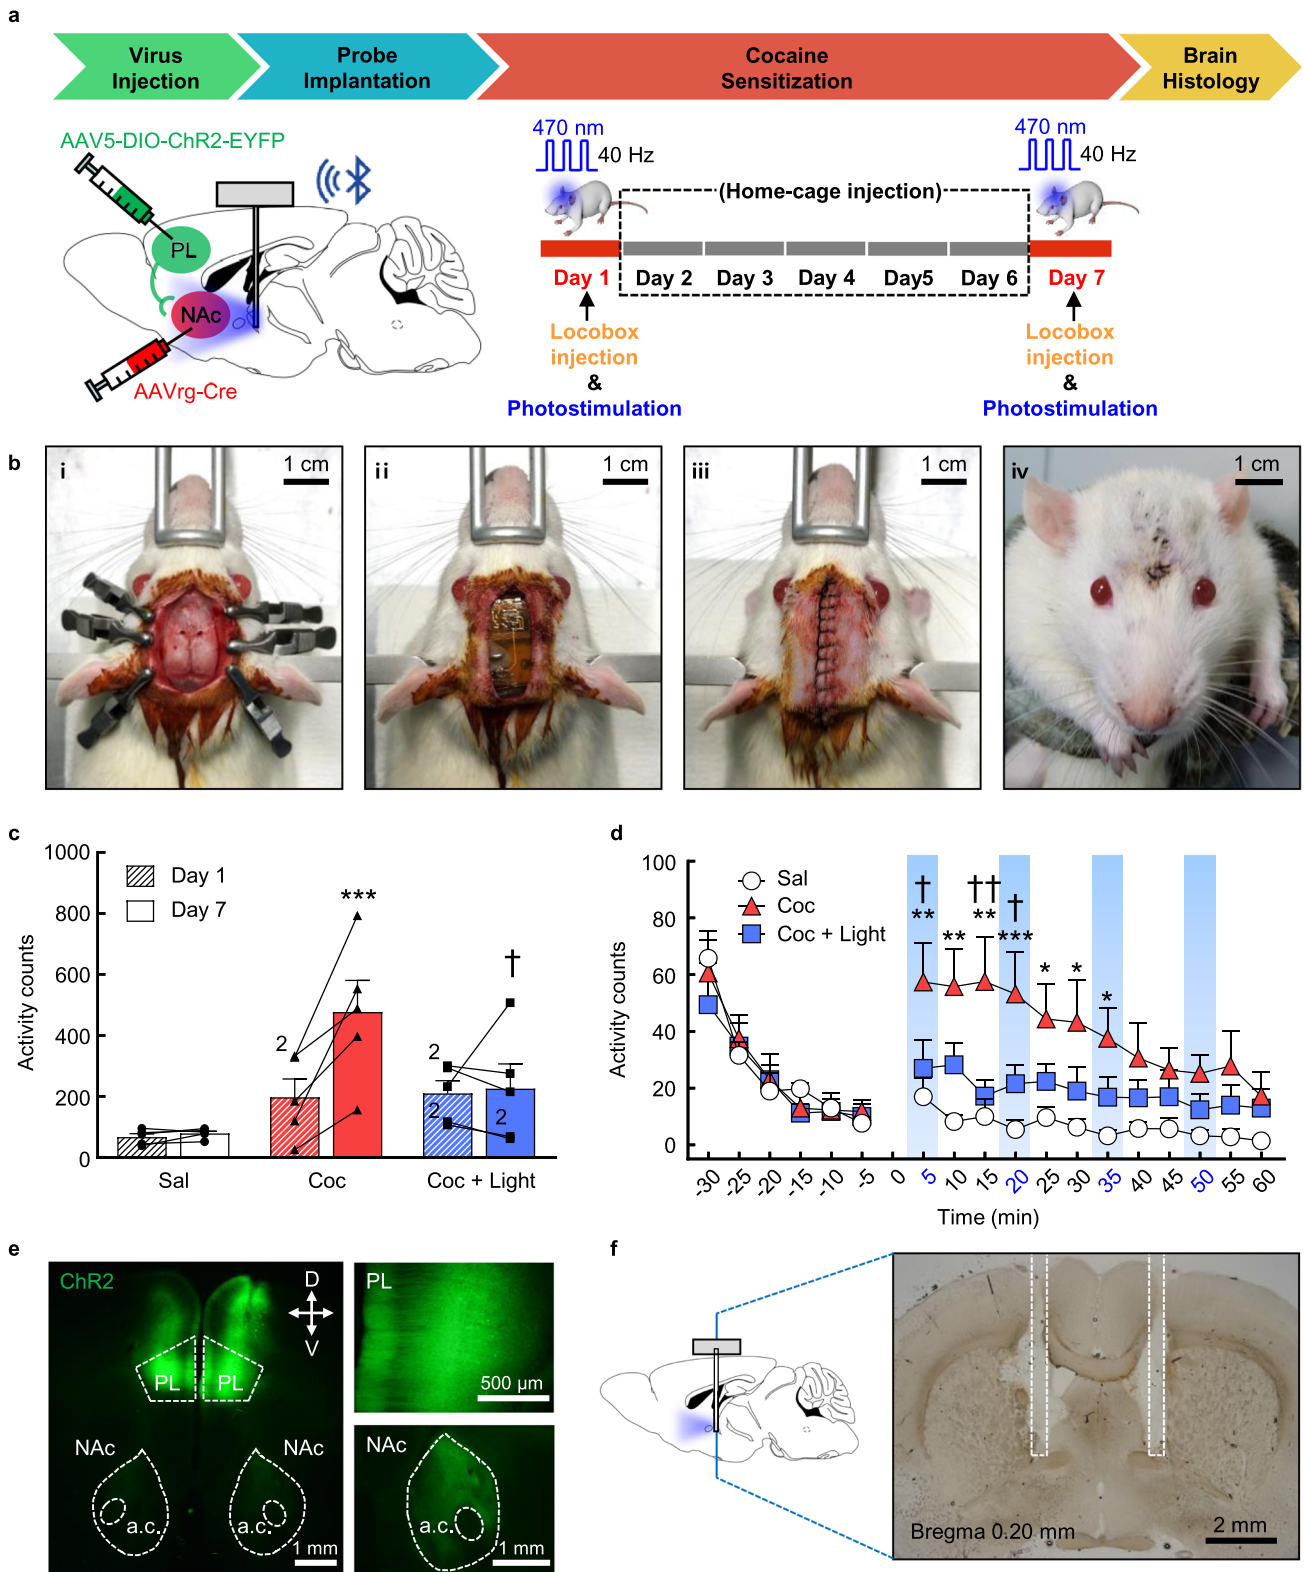 a
Virus
Injection
Probe
Implantation
Cocaine
Sensitization
Brain
Histology
AAV5-DIO-ChR2-EYFP
PL
NAc
AAVrg-Cre
470 nm
40 Hz
470 nm
40 Hz
(Home-cage injection)
Day 1
Day 2
Day 3
Day 4
Day5
Day 6
Day 7
Locobox
injection
&
Photostimulation
Locobox
injection
&
Photostimulation
b
i
1 cm
ii
1 cm
iii
1 cm
iv
1 cm
c
Activity counts
1000
800
600
400
200
0
Day 1
Day 7
***
†
2
2
2
2
Sal
Coc
Coc + Light
d
Activity counts
100
80
60
40
20
0
Sal
Coc
Coc + Light
†
**
**
††
**
†
***
*
*
*
-30
-25
-20
-15
-10
-5
0
5
10
15
20
25
30
35
40
45
50
55
60
Time (min)
e
ChR2
D
V
PL
PL
NAc
NAc
a.c.
a.c.
1 mm
PL
500 µm
NAc
a.c.
1 mm
f
Bregma 0.20 mm
2 mm